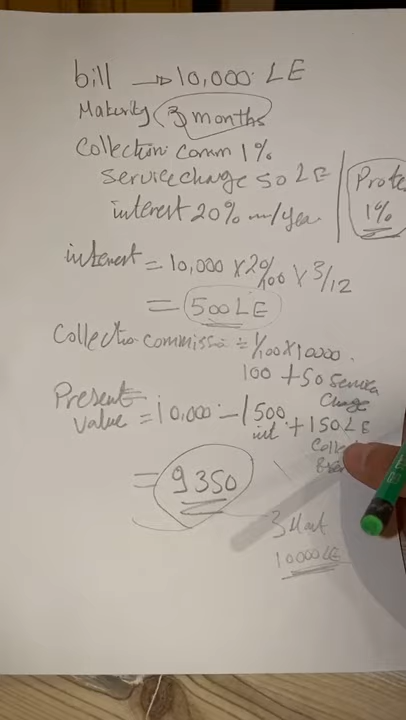 bill → 10,000 LE
Maturity 3 months
Collection Comm 1%
Service charge 50 LE
interest 20% m/year
Prote
1%
interest = 10,000 X 20/100 X 3/12
= 500 LE
Collection commission = 1/100 X 10000
100 + 50 Service
Charge
Present
value = 10,000 - (500
int + 150 LE
= 9350
3 Mont
10000 LE